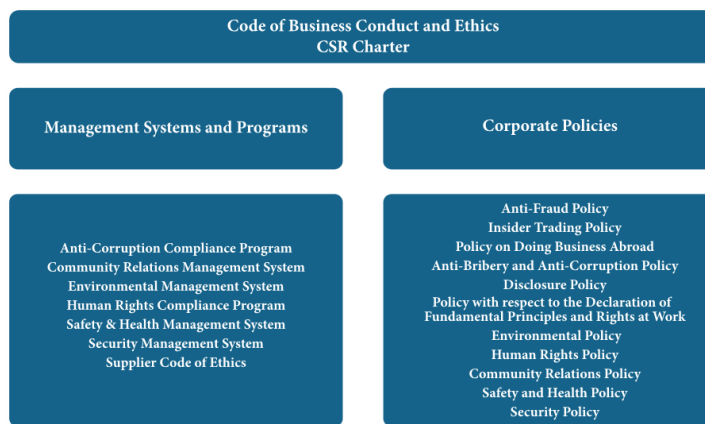 Code of Business Conduct and Ethics
CSR Charter
Management Systems and Programs
Corporate Policies
Anti-Corruption Compliance Program
Community Relations Management System
Environmental Management System
Human Rights Compliance Program
Safety & Health Management System
Security Management System
Supplier Code of Ethics
Anti-Fraud Policy
Insider Trading Policy
Policy on Doing Business Abroad
Anti-Bribery and Anti-Corruption Policy
Disclosure Policy
Policy with respect to the Declaration of
Fundamental Principles and Rights at Work
Environmental Policy
Human Rights Policy
Community Relations Policy
Safety and Health Policy
Security Policy